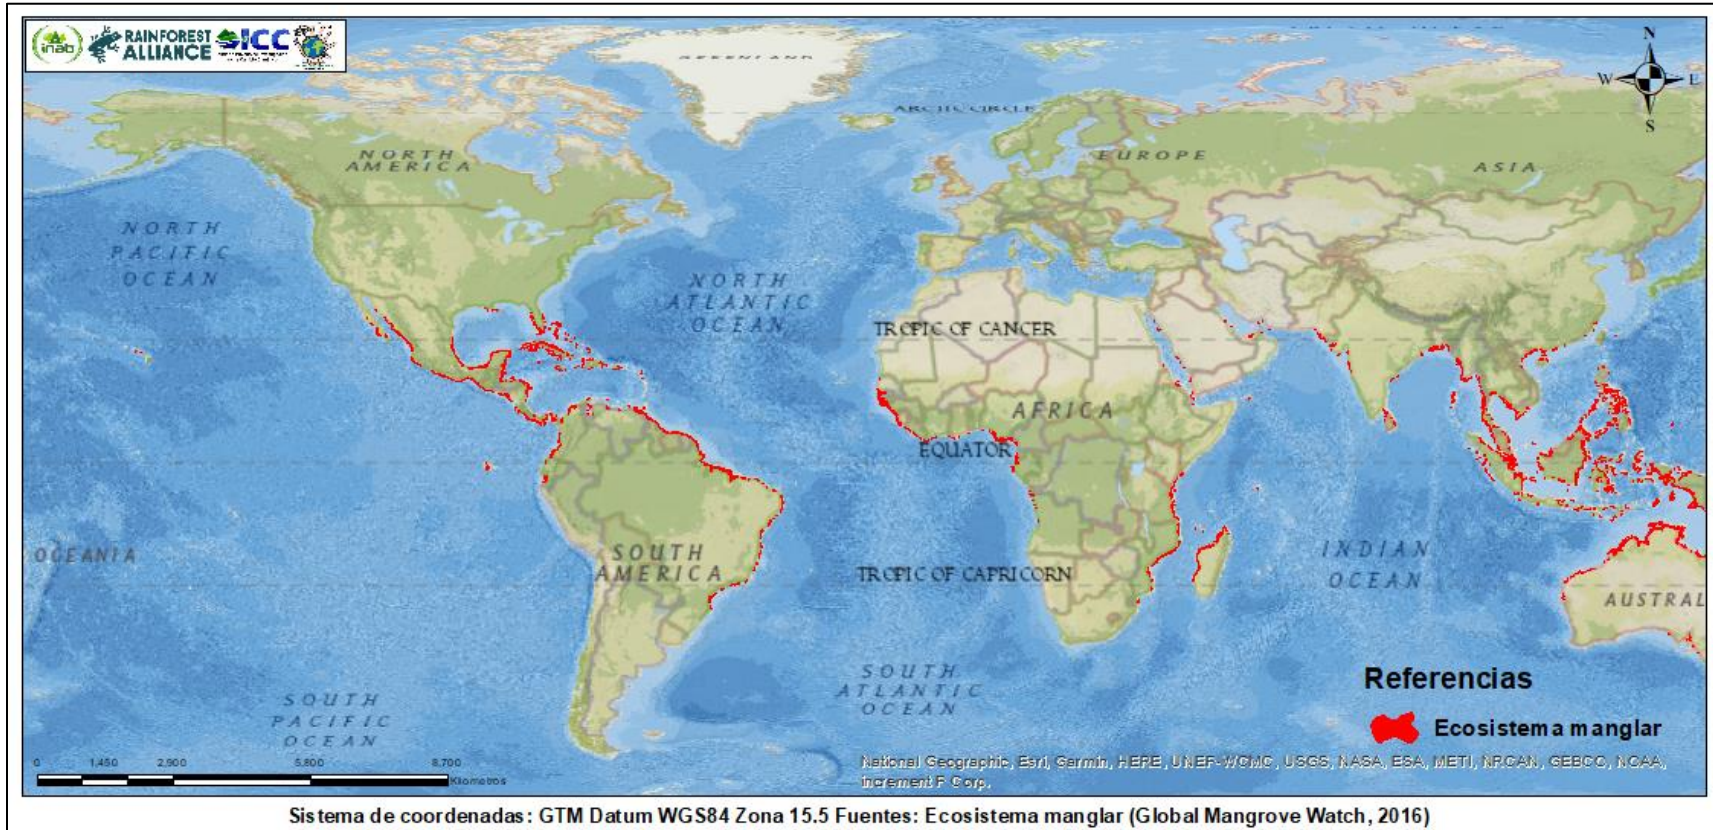 inab
RAINFOREST
ALLIANCE
ICC
N
W
E
S
GREENLAND
ARCTIC CIRCLE
NORTH
AMERICA
EUROPE
ASIA
NORTH
PACIFIC
OCEAN
NORTH
ATLANTIC
OCEAN
TROPIC OF CANCER
AFRICA
EQUATOR
OCEANIA
SOUTH
AMERICA
INDIAN
OCEAN
TROPIC OF CAPRICORN
AUSTRAL
SOUTH
ATLANTIC
OCEAN
SOUTH
PACIFIC
OCEAN
Referencias
Ecosistema manglar
0 1,450 2,900 5,800 8,700
Kilometros
National Geographic, Esri, Garmin, HERE, UNEP-WCMC, USGS, NASA, ESA, METI, NRCAN, GEBCO, NOAA,
increment P Corp.
Sistema de coordenadas: GTM Datum WGS84 Zona 15.5 Fuentes: Ecosistema manglar (Global Mangrove Watch, 2016)